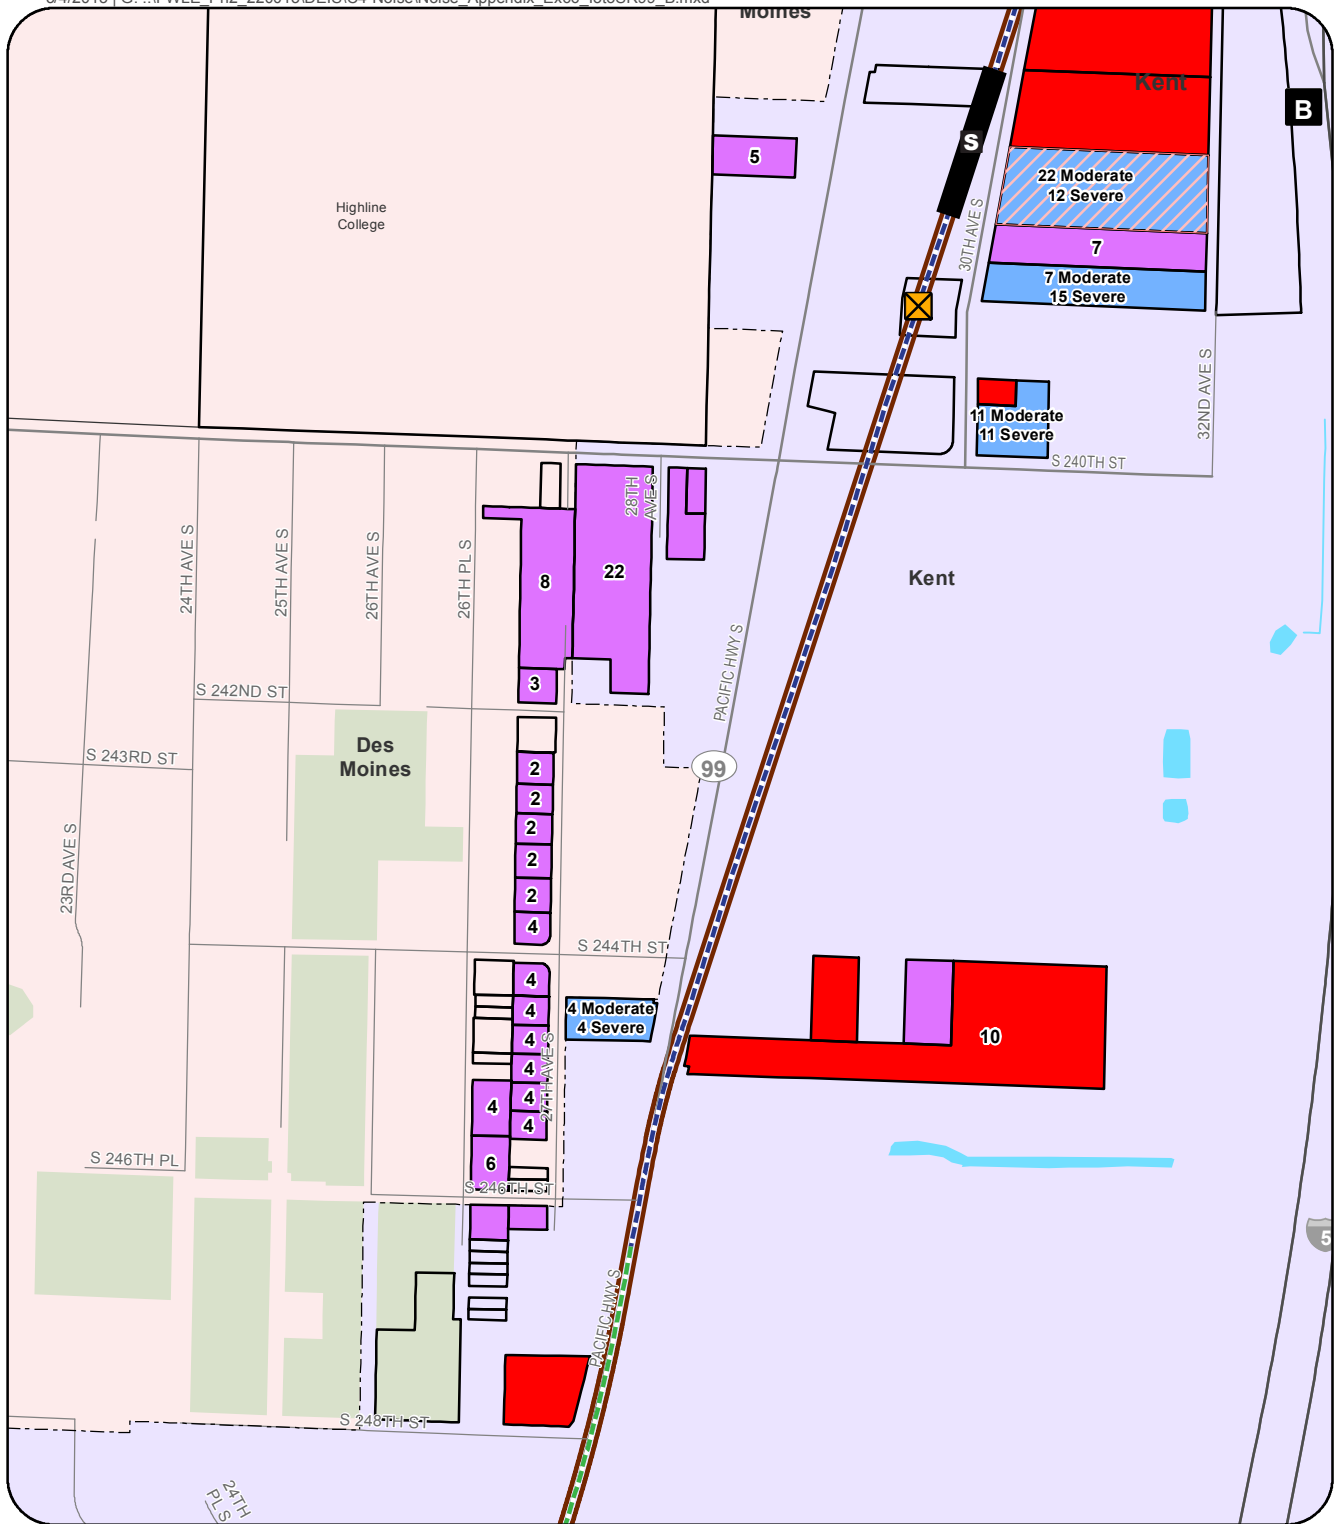 Moines
Kent
B
S
5
22 Moderate
12 Severe
Highline
College
30TH AVE S
7
7 Moderate
15 Severe
32ND AVE S
11 Moderate
11 Severe
S 240TH ST
28TH
AVE S
24TH AVE S
25TH AVE S
26TH AVE S
26TH PL S
8
22
Kent
PACIFIC HWY S
3
S 242ND ST
Des
Moines
S 243RD ST
99
2
2
2
2
2
4
23RD AVE S
S 244TH ST
4
4
4
4
4
4
4 Moderate
4 Severe
27TH AVE S
10
4
6
S 246TH PL
S 246TH ST
5
PACIFIC HWY S
S 248TH ST
24TH
PL S